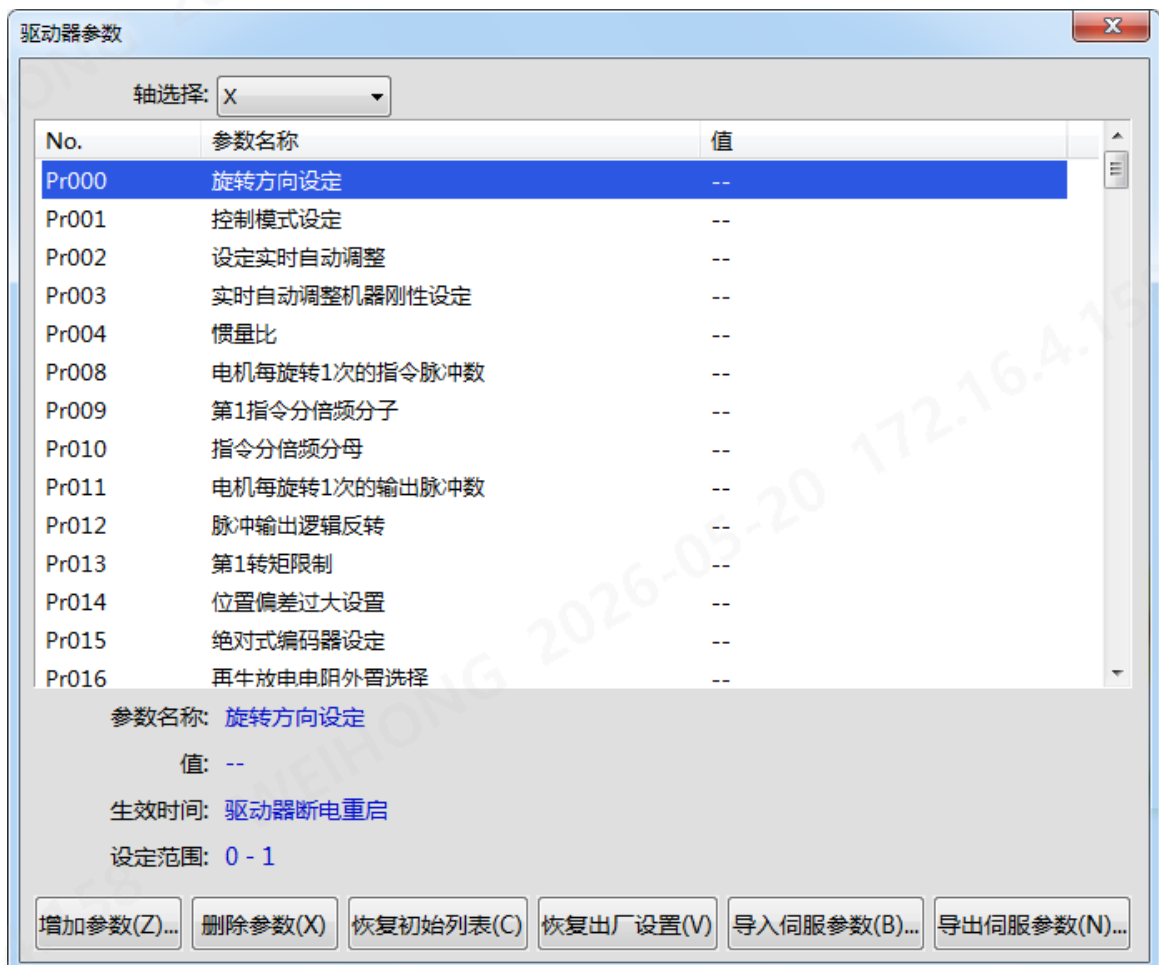 驱动器参数
轴选择: X
No. 参数名称 值
Pr000 旋转方向设定 --
Pr001 控制模式设定 --
Pr002 设定实时自动调整 --
Pr003 实时自动调整机器刚性设定 --
Pr004 惯量比 --
Pr008 电机每旋转1次的指令脉冲数 --
Pr009 第1指令分倍频分子 --
Pr010 指令分倍频分母 --
Pr011 电机每旋转1次的输出脉冲数 --
Pr012 脉冲输出逻辑反转 --
Pr013 第1转矩限制 --
Pr014 位置偏差过大设置 --
Pr015 绝对式编码器设定 --
Pr016 再生放电电阻外置选择 --
参数名称: 旋转方向设定
值: --
生效时间: 驱动器断电重启
设定范围: 0 - 1
增加参数(Z)... 删除参数(X) 恢复初始列表(C) 恢复出厂设置(V) 导入伺服参数(B)... 导出伺服参数(N)...
WEIHONG 2026-05-20 172.16.4.158